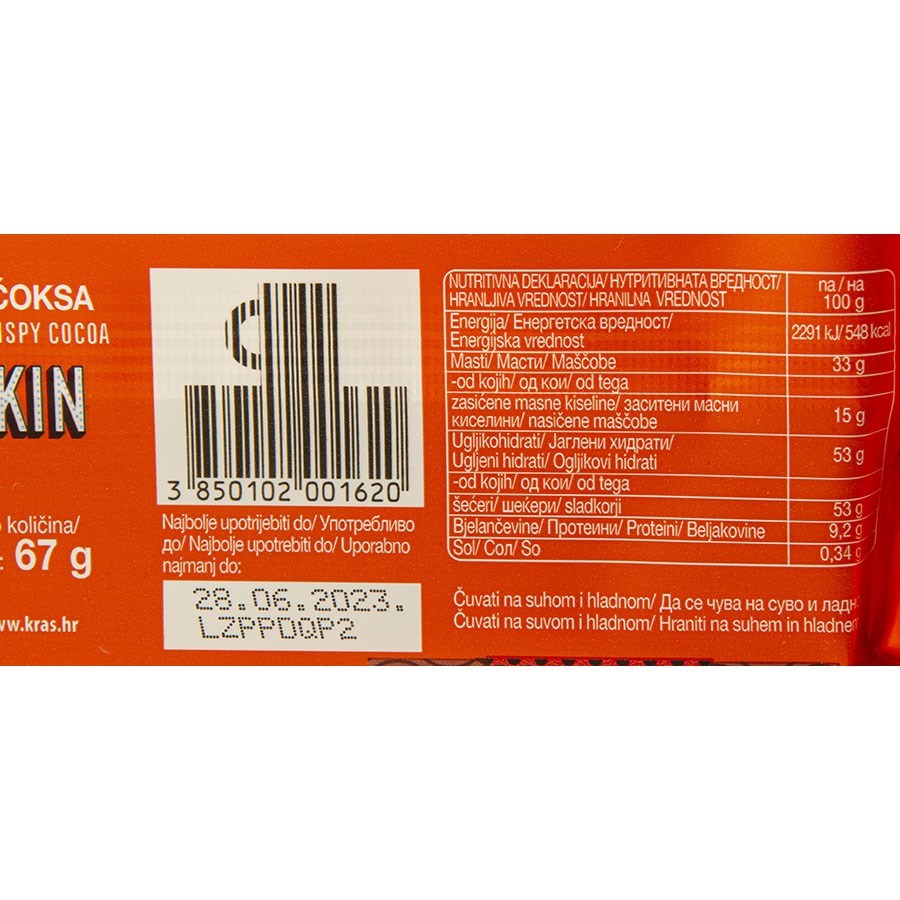 ČOKSA
ISPY COCOA
KIN
količina/
: 67 g
www.kras.hr
3 850102 001620
Najbolje upotrijebiti do/ Употребливо
до/ Najbolje upotrebiti do/ Uporabno
najmanj do:
28.06.2023.
LZPPDQP2
NUTRITIVNA DEKLARACIJA/ НУТРИТИВНАТА ВРЕДНОСТ/
HRANLJIVA VREDNOST/ HRANILNA VREDNOST
na / на
100 g
Energija/ Енергетска вредност/
Energijska vrednost
2291 kJ/ 548 kcal
Masti/ Масти/ Maščobe
33 g
-od kojih/ од кои/ od tega
zasićene masne kiseline/ заситени масни
киселини/ nasičene maščobe
15 g
Ugljikohidrati/ Јаглени хидрати/
Ugljeni hidrati/ Ogljikovi hidrati
53 g
-od kojih/ од кои/ od tega
šećeri/ шеќери/ sladkorji
53 g
Bjelančevine/ Протеини/ Proteini/ Beljakovine
9,2 g
Sol/ Сол/ So
0,34 g
Čuvati na suhom i hladnom/ Да се чува на суво и ладн
Čuvati na suvom i hladnom/ Hraniti na suhem in hladnem